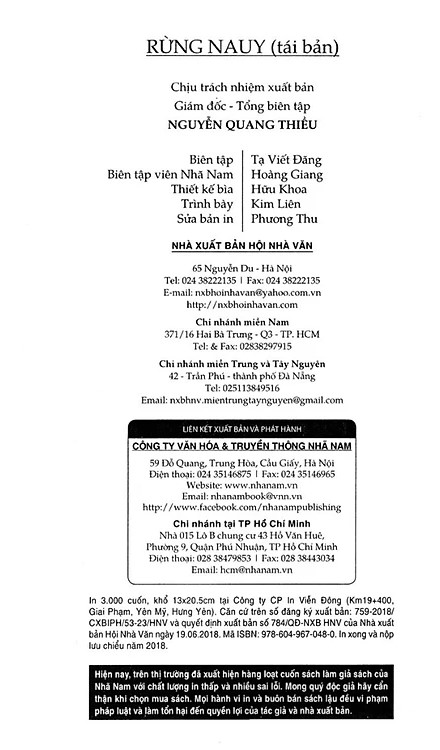 RỪNG NAUY (tái bản)
Chịu trách nhiệm xuất bản
Giám đốc - Tổng biên tập
NGUYỄN QUANG THIỀU
Biên tập | Tạ Viết Đãng
Biên tập viên Nhã Nam | Hoàng Giang
Thiết kế bìa | Hữu Khoa
Trình bày | Kim Liên
Sửa bản in | Phương Thu
NHÀ XUẤT BẢN HỘI NHÀ VĂN
65 Nguyễn Du - Hà Nội
Tel: 024 38222135 | Fax: 024 38222135
E-mail: nxbhoinhavan@yahoo.com.vn
http://nxbhoinhavan.com
Chi nhánh miền Nam
371/16 Hai Bà Trưng - Q3 - TP. HCM
Tel: & Fax: 02838297915
Chi nhánh miền Trung và Tây Nguyên
42 - Trần Phú - thành phố Đà Nẵng
Tel: 025113849516
Email: nxbhnv.mientrungtaynguyen@gmail.com
LIÊN KẾT XUẤT BẢN VÀ PHÁT HÀNH
CÔNG TY VĂN HÓA & TRUYỀN THÔNG NHÃ NAM
59 Đỗ Quang, Trung Hòa, Cầu Giấy, Hà Nội
Điện thoại: 024 35146875 | Fax: 024 35146965
Website: www.nhanam.vn
Email: nhanambook@vnn.vn
http://www.facebook.com/nhanampublishing
Chi nhánh tại TP Hồ Chí Minh
Nhà 015 Lô B chung cư 43 Hồ Văn Huê,
Phường 9, Quận Phú Nhuận, TP Hồ Chí Minh
Điện thoại: 028 38479853 | Fax: 028 38443034
Email: hcm@nhanam.vn
In 3.000 cuốn, khổ 13x20.5cm tại Công ty CP In Viễn Đông (Km19+400,
Giai Phạm, Yên Mỹ, Hưng Yên). Căn cứ trên số đăng ký xuất bản: 759-2018/
CXBIPH/53-23/HNV và quyết định xuất bản số 784/QĐ-NXB HNV của Nhà xuất
bản Hội Nhà Văn ngày 19.06.2018. Mã ISBN: 978-604-967-048-0. In xong và nộp
lưu chiểu năm 2018.
Hiện nay, trên thị trường đã xuất hiện hàng loạt cuốn sách làm giả sách của
Nhã Nam với chất lượng in thấp và nhiều sai lỗi. Mong quý độc giả hãy cẩn
thận khi chọn mua sách. Mọi hành vi in và buôn bán sách lậu đều vi phạm
pháp luật và làm tổn hại đến quyền lợi của tác giả và nhà xuất bản.